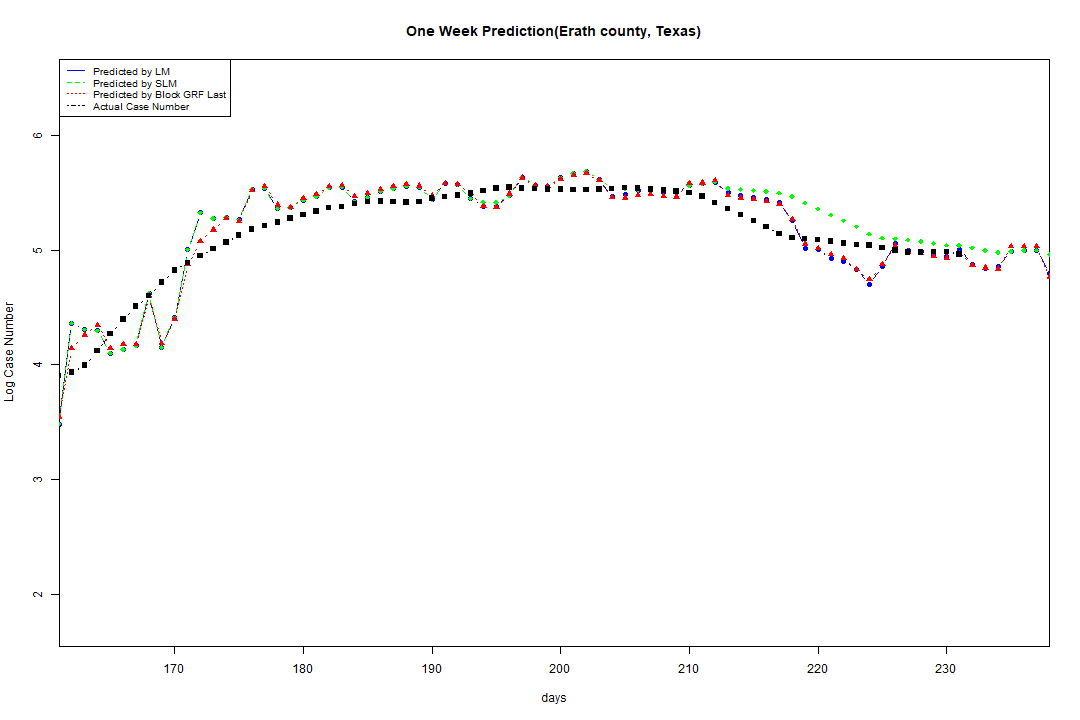 One Week Prediction(Erath county, Texas)
Predicted by LM
Predicted by SLM
Predicted by Block GRF Last
Actual Case Number
6
5
4
3
2
Log Case Number
170 180 190 200 210 220 230
days